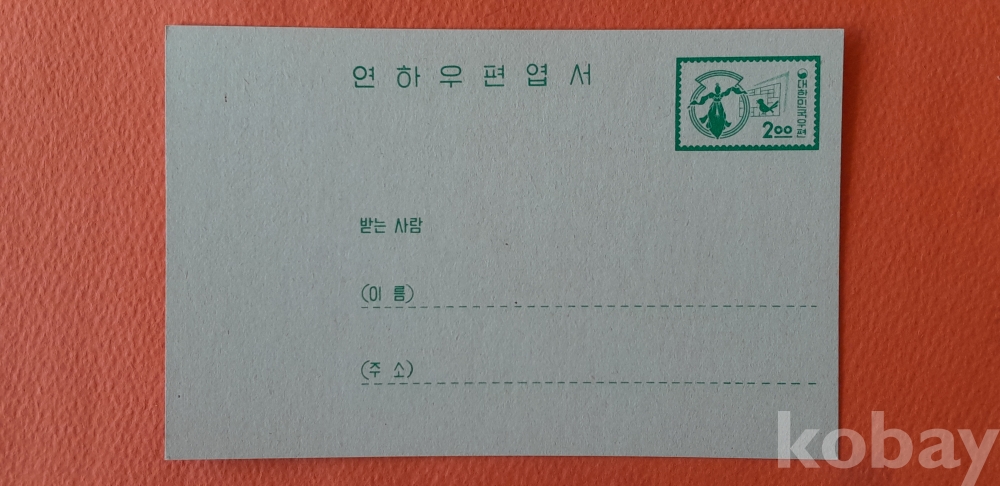 연하우편엽서
대한민국우편
2.00
받는 사람
(이 름)
(주 소)
kobay